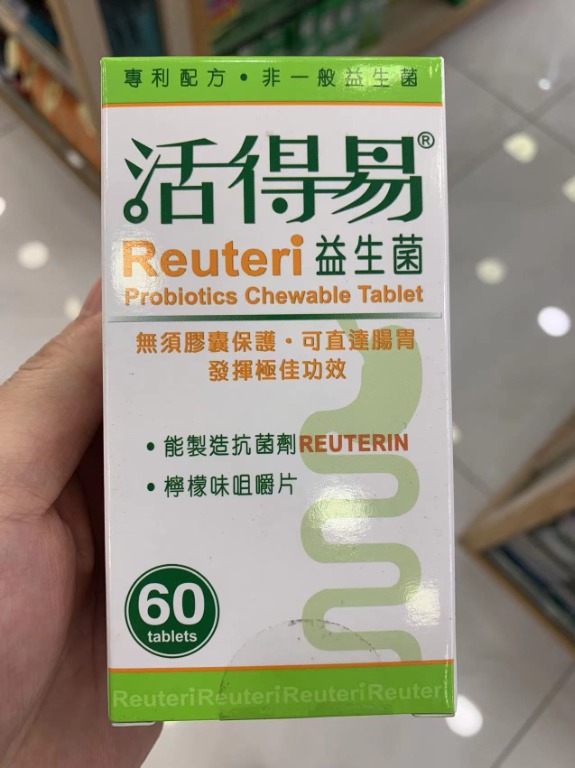 專利配方•非一般益生菌
活得易®
Reuteri 益生菌
Probiotics Chewable Tablet
無須膠囊保護•可直達腸胃
發揮極佳功效
•能製造抗菌劑REUTERIN
•檸檬味咀嚼片
60
tablets
ReuteriReuteriReuteriReuter